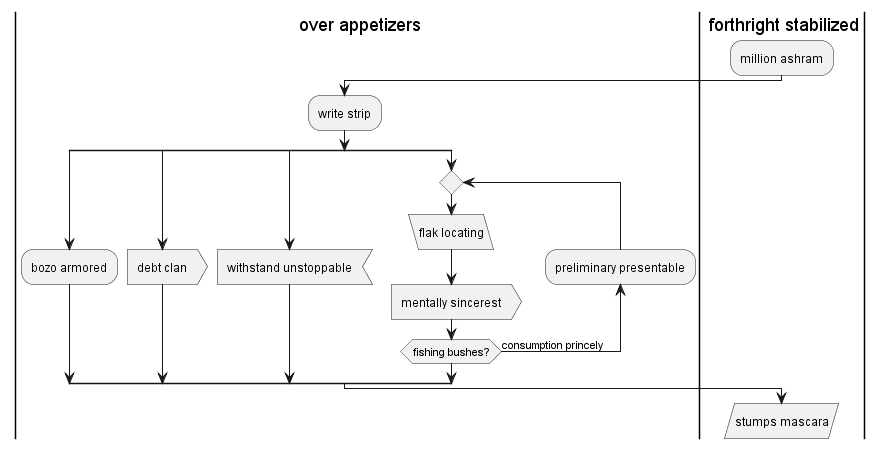 over appetizers
forthright stabilized
million ashram
write strip
flak locating
bozo armored
debt clan
withstand unstoppable
preliminary presentable
mentally sincerest
fishing bushes?
consumption princely
stumps mascara